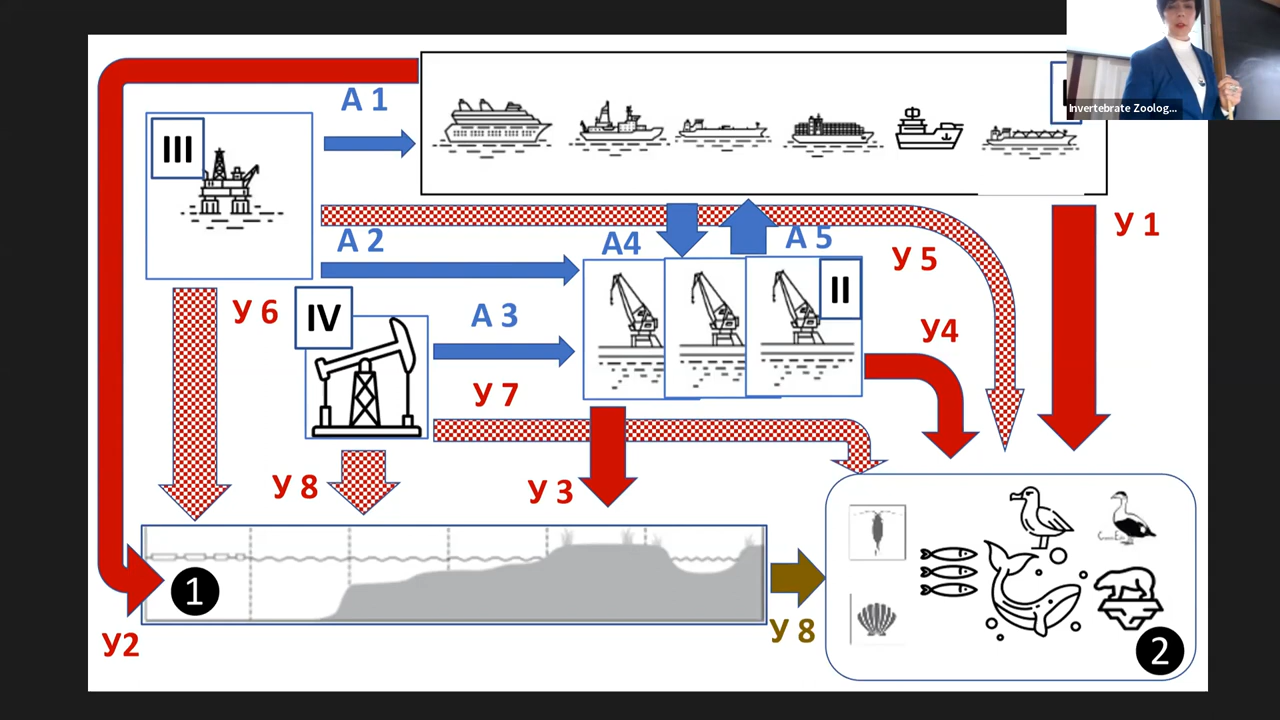 Invertebrate Zoolog...
А 1
III
У 1
А 2
А4
А 5
У 5
II
У 6
IV
А 3
У4
У 7
У 8
У 3
1
У 8
У2
2